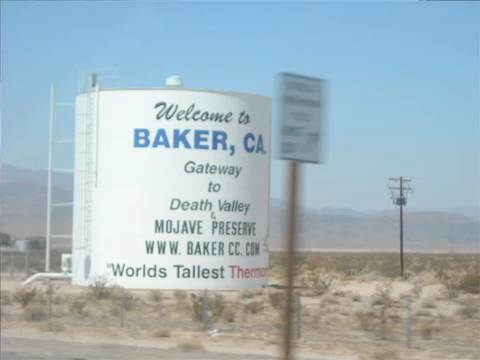 Welcome to
BAKER, CA.
Gateway
to
Death Valley
&
MOJAVE PRESERVE
WWW. BAKER CC. COM
"Worlds Tallest Thermo